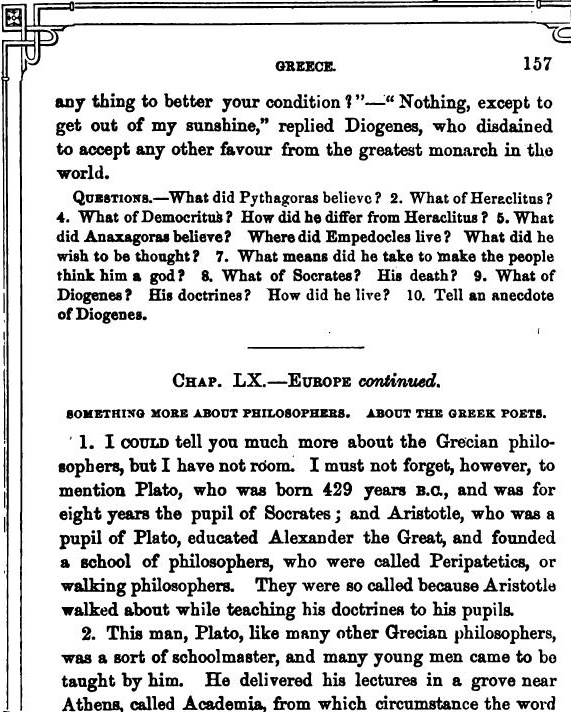 GREECE. 157
any thing to better your condition?"—"Nothing, except to
get out of my sunshine," replied Diogenes, who disdained
to accept any other favour from the greatest monarch in the
world.
QUESTIONS.—What did Pythagoras believe? 2. What of Heraclitus?
4. What of Democritus? How did he differ from Heraclitus? 5. What
did Anaxagoras believe? Where did Empedocles live? What did he
wish to be thought? 7. What means did he take to make the people
think him a god? 8. What of Socrates? His death? 9. What of
Diogenes? His doctrines? How did he live? 10. Tell an anecdote
of Diogenes.
CHAP. LX.—EUROPE continued.
SOMETHING MORE ABOUT PHILOSOPHERS. ABOUT THE GREEK POETS.
1. I COULD tell you much more about the Grecian philo-
sophers, but I have not room. I must not forget, however, to
mention Plato, who was born 429 years B.C., and was for
eight years the pupil of Socrates; and Aristotle, who was a
pupil of Plato, educated Alexander the Great, and founded
a school of philosophers, who were called Peripatetics, or
walking philosophers. They were so called because Aristotle
walked about while teaching his doctrines to his pupils.
2. This man, Plato, like many other Grecian philosophers,
was a sort of schoolmaster, and many young men came to be
taught by him. He delivered his lectures in a grove near
Athens, called Academia, from which circumstance the word